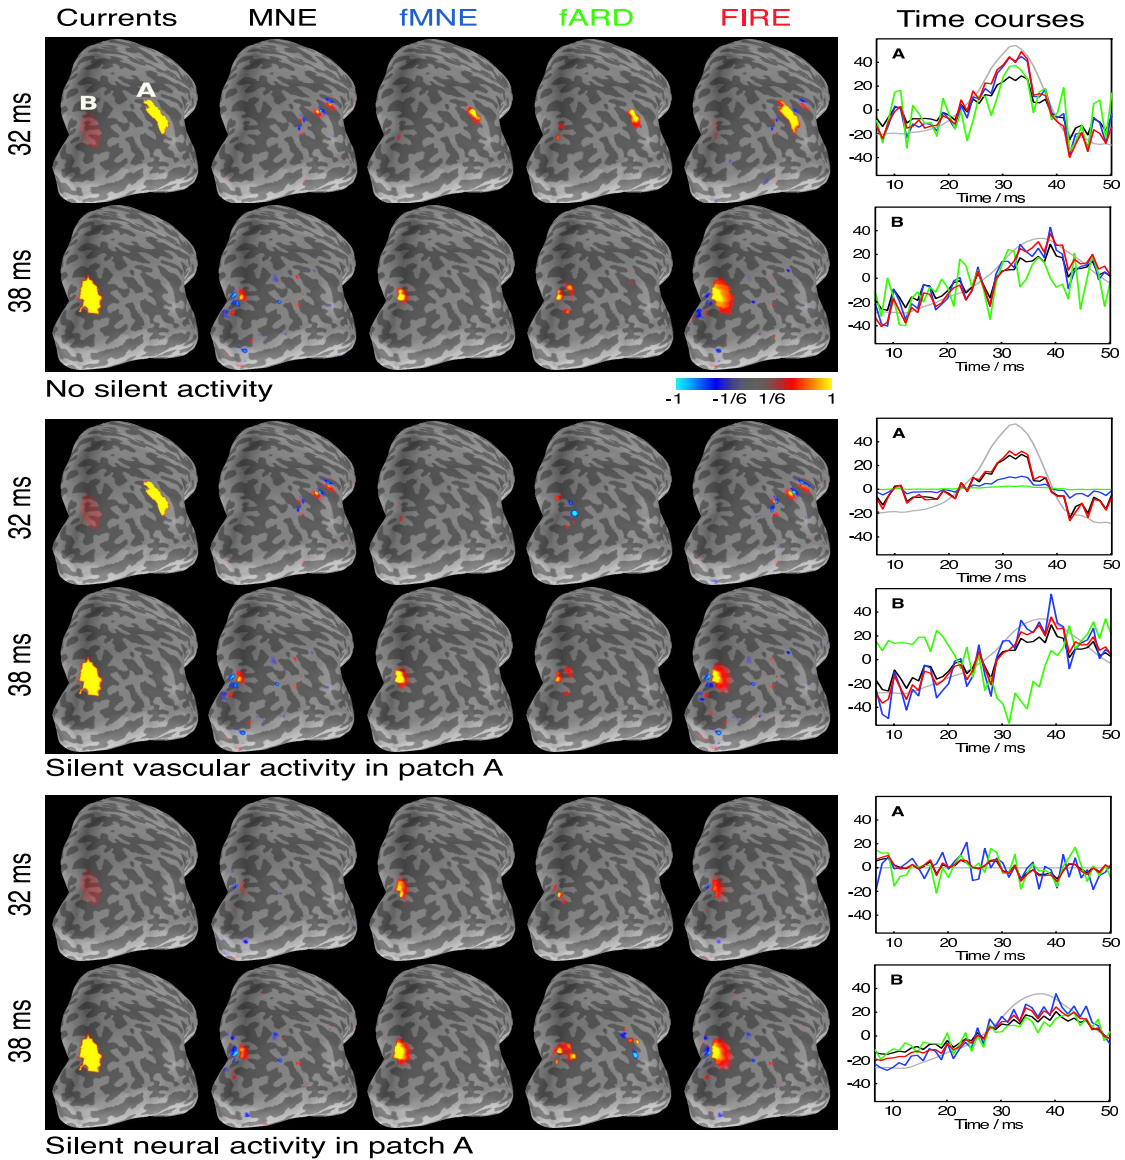 Currents MNE fMNE fARD FIRE Time courses
32 ms
B A
A
40
20
0
-20
-40
10 20 30 40 50
Time / ms
38 ms
B
40
20
0
-20
-40
10 20 30 40 50
Time / ms
No silent activity
-1 -1/6 1/6 1
32 ms
A
40
20
0
-20
-40
10 20 30 40 50
Time / ms
38 ms
B
40
20
0
-20
-40
10 20 30 40 50
Time / ms
Silent vascular activity in patch A
32 ms
A
40
20
0
-20
-40
10 20 30 40 50
Time / ms
38 ms
B
40
20
0
-20
-40
10 20 30 40 50
Time / ms
Silent neural activity in patch A